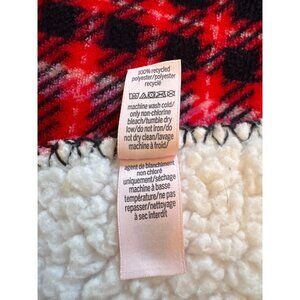 100% recycled
polyester/polyester
recyclé
machine wash cold/
only non-chlorine
bleach/tumble dry
low/do not iron/do
not dry clean/lavage
machine à froid/
agent de blanchiment
non chloré
uniquement/séchage
machine à basse
température/ne pas
repasser/nettoyage
à sec interdit